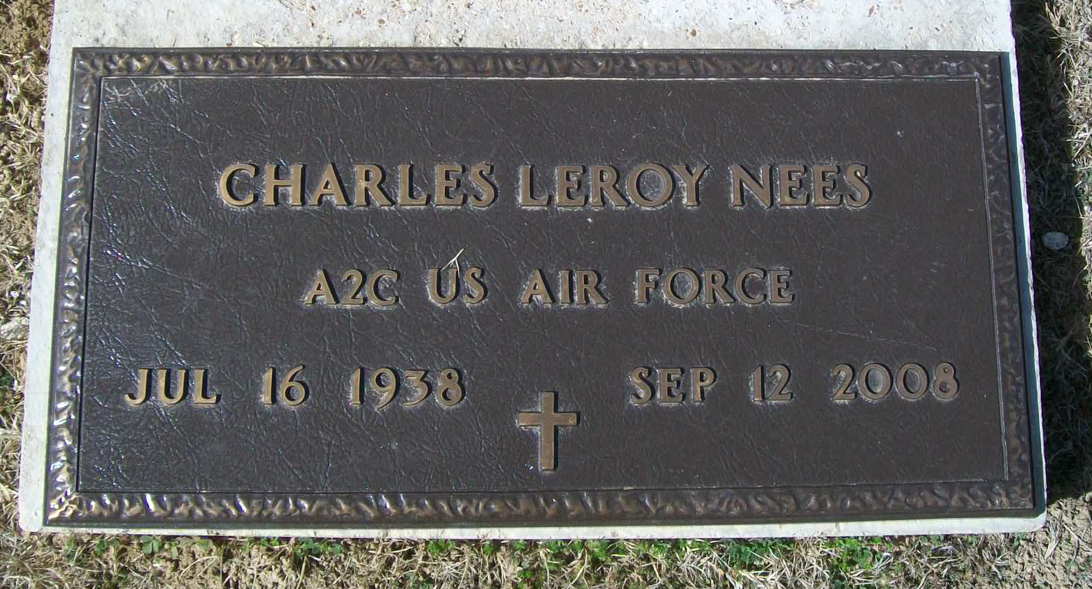 CHARLES LEROY NEES
A2C US AIR FORCE
JUL 16 1938 SEP 12 2008